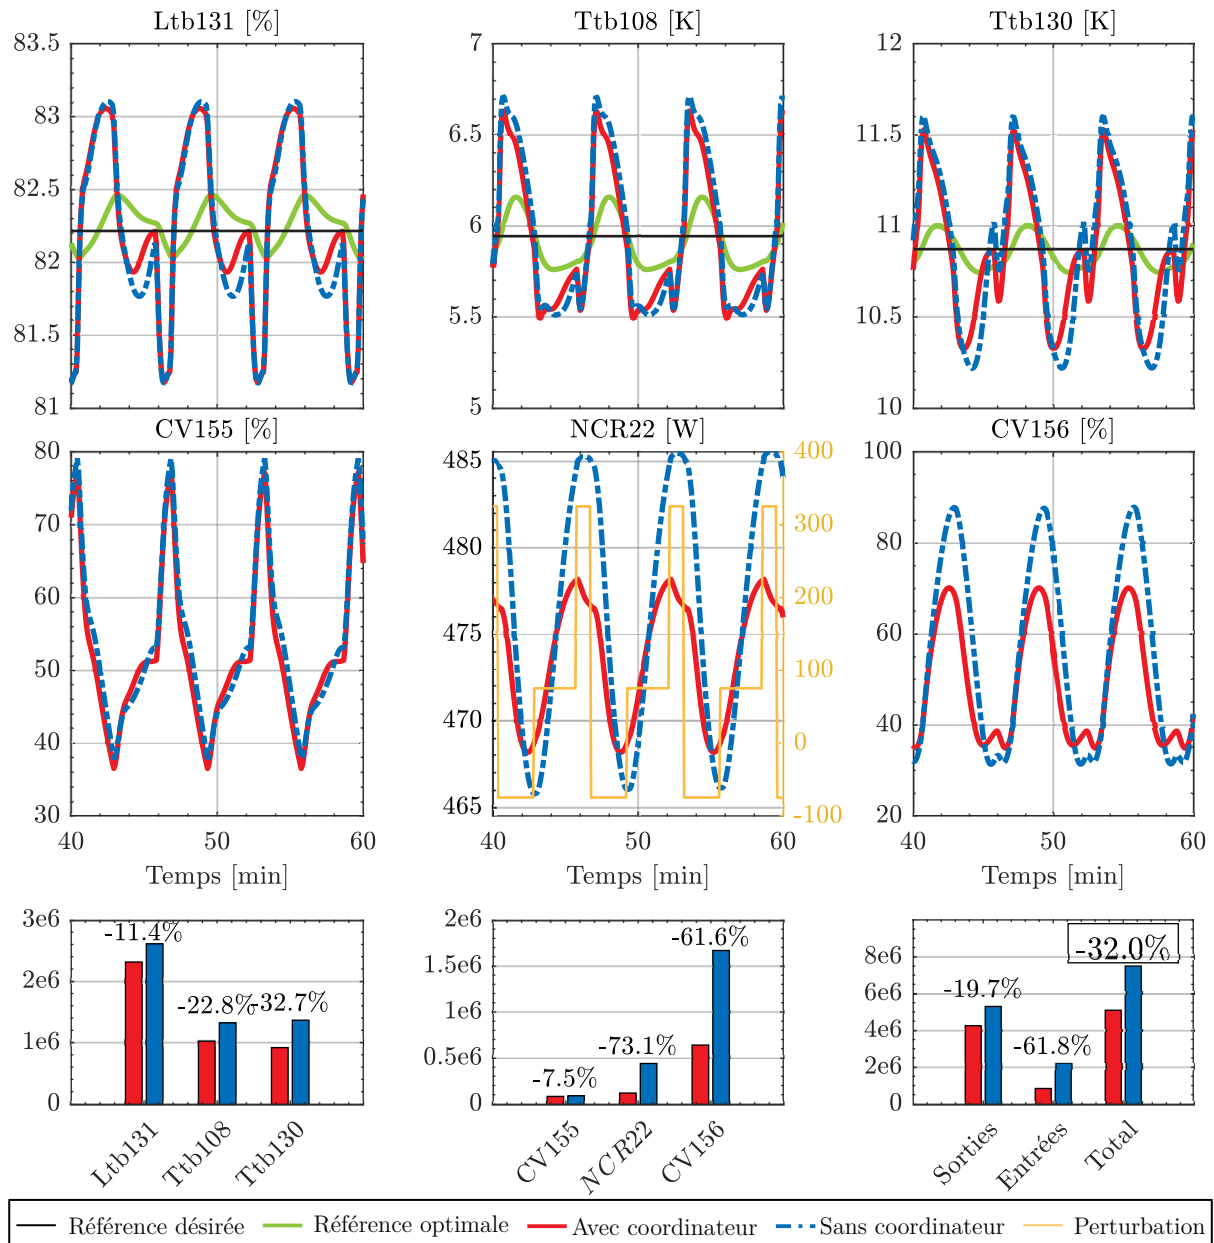 Ltb131 [%]
Ttb108 [K]
Ttb130 [K]
83.5
83
82.5
82
81.5
81
7
6.5
6
5.5
5
12
11.5
11
10.5
10
CV155 [%]
NCR22 [W]
CV156 [%]
80
70
60
50
40
30
485
480
475
470
465
400
300
200
100
0
-100
100
80
60
40
20
40 50 60
40 50 60
40 50 60
Temps [min]
Temps [min]
Temps [min]
3e6
2e6
1e6
0
-11.4%
-22.8%
-32.7%
Ltb131
Ttb108
Ttb130
2e6
1.5e6
1e6
0.5e6
0
-7.5%
-73.1%
-61.6%
CV155
NCR22
CV156
8e6
6e6
4e6
2e6
0
-19.7%
-61.8%
-32.0%
Sorties
Entrées
Total
Référence désirée Référence optimale Avec coordinateur Sans coordinateur Perturbation